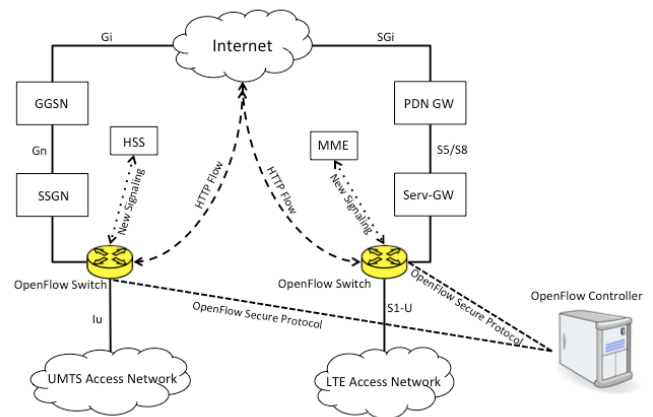 Gi
SGi
Internet
GGSN
PDN GW
HSS
MME
Gn
S5/S8
HTTP Flow
HTTP Flow
New Signaling
New Signaling
SSGN
Serv-GW
OpenFlow Switch
OpenFlow Switch
OpenFlow Secure Protocol
OpenFlow Secure Protocol
OpenFlow Controller
Iu
S1-U
UMTS Access Network
LTE Access Network